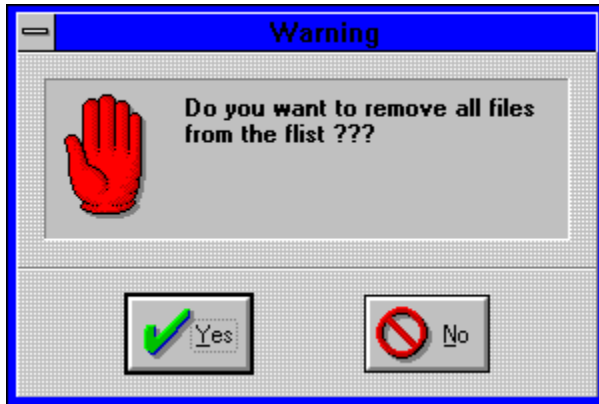 Warning
Do you want to remove all files
from the flist ???
Yes
No